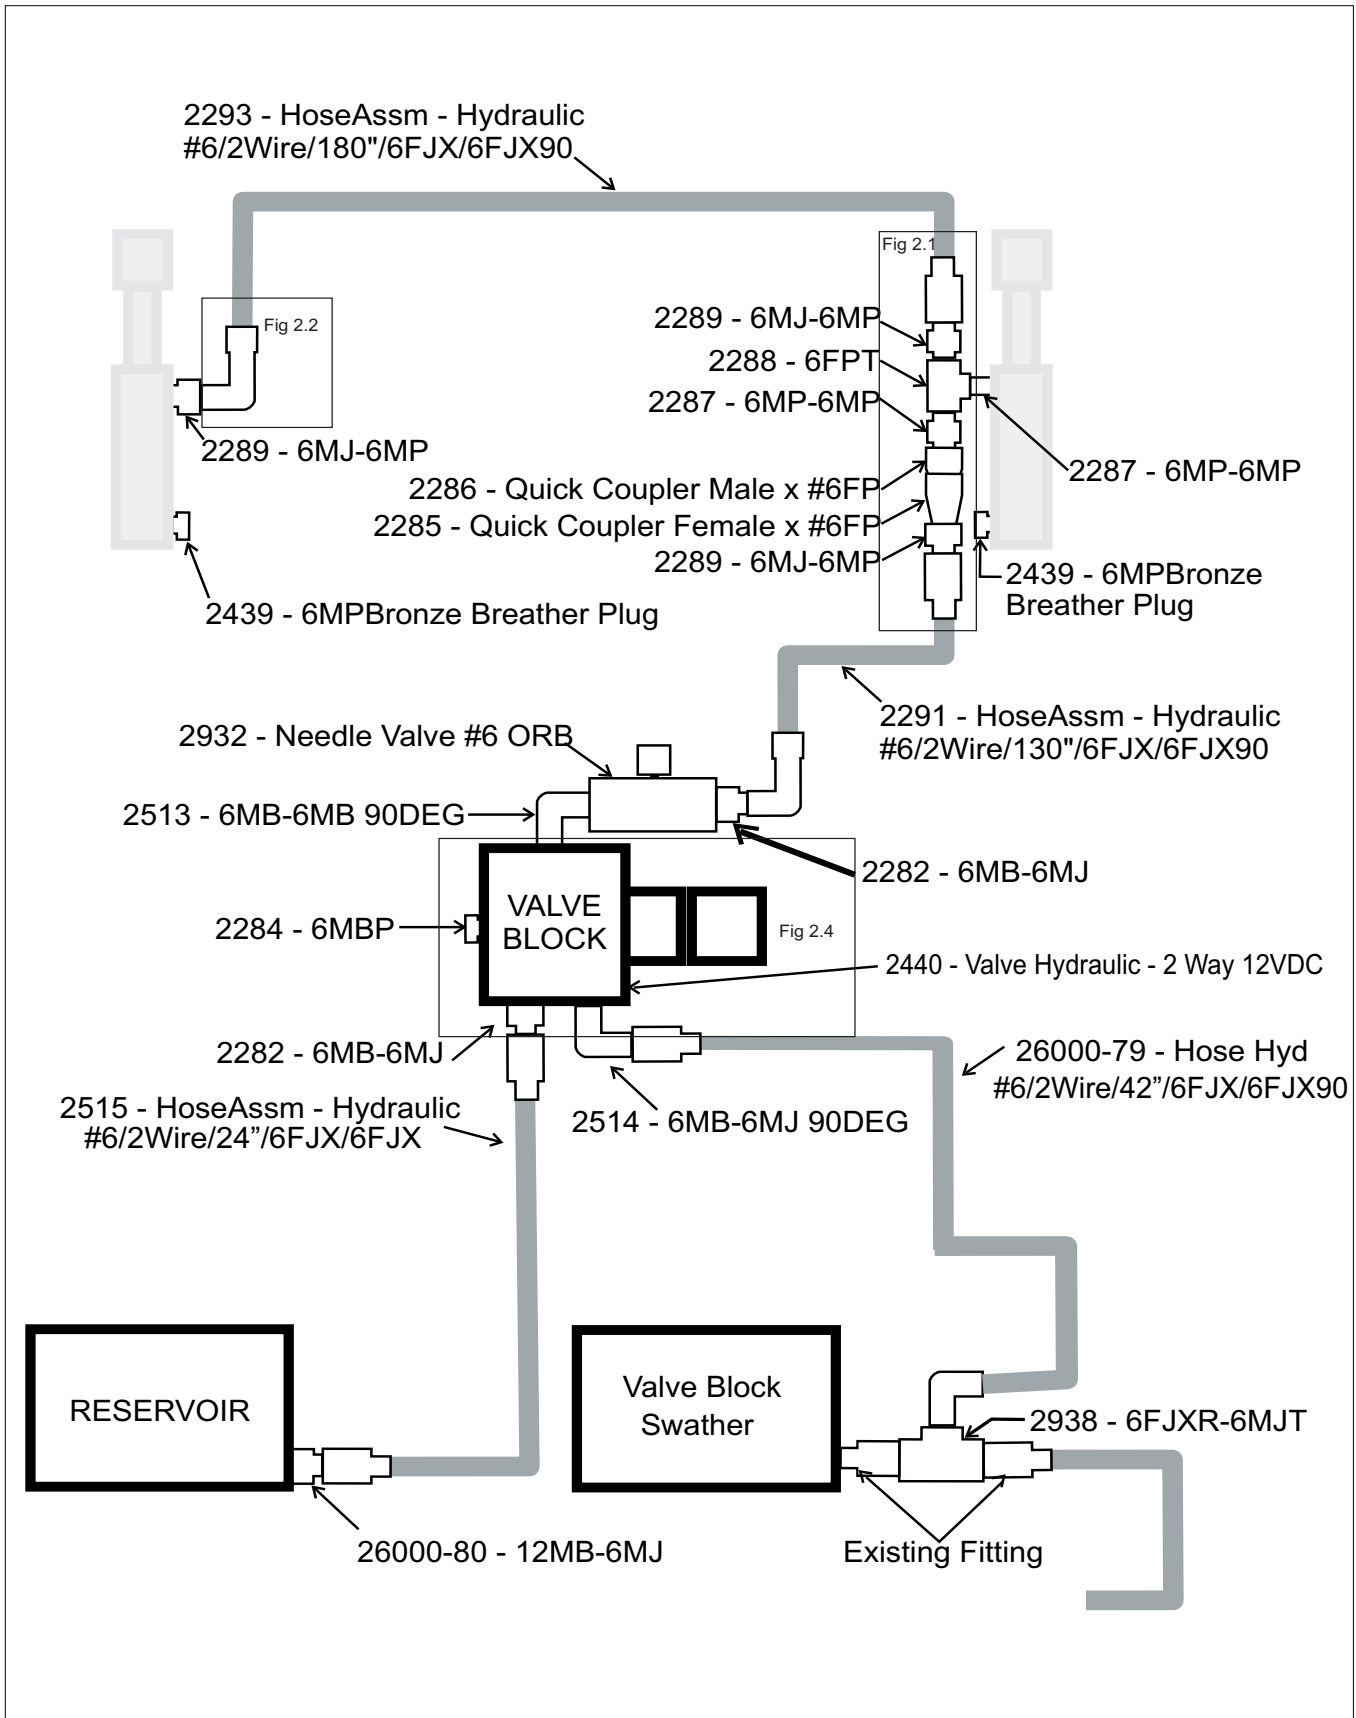 2293 - HoseAssm - Hydraulic
#6/2Wire/180"/6FJX/6FJX90
Fig 2.1
Fig 2.2
2289 - 6MJ-6MP
2288 - 6FPT
2287 - 6MP-6MP
2289 - 6MJ-6MP
2287 - 6MP-6MP
2286 - Quick Coupler Male x #6FP
2285 - Quick Coupler Female x #6FP
2289 - 6MJ-6MP
2439 - 6MPBronze
Breather Plug
2439 - 6MPBronze Breather Plug
2291 - HoseAssm - Hydraulic
#6/2Wire/130"/6FJX/6FJX90
2932 - Needle Valve #6 ORB
2513 - 6MB-6MB 90DEG
2282 - 6MB-6MJ
VALVE
BLOCK
2284 - 6MBP
Fig 2.4
2440 - Valve Hydraulic - 2 Way 12VDC
2282 - 6MB-6MJ
26000-79 - Hose Hyd
#6/2Wire/42”/6FJX/6FJX90
2515 - HoseAssm - Hydraulic
#6/2Wire/24”/6FJX/6FJX
2514 - 6MB-6MJ 90DEG
RESERVOIR
Valve Block
Swather
2938 - 6FJXR-6MJT
26000-80 - 12MB-6MJ
Existing Fitting